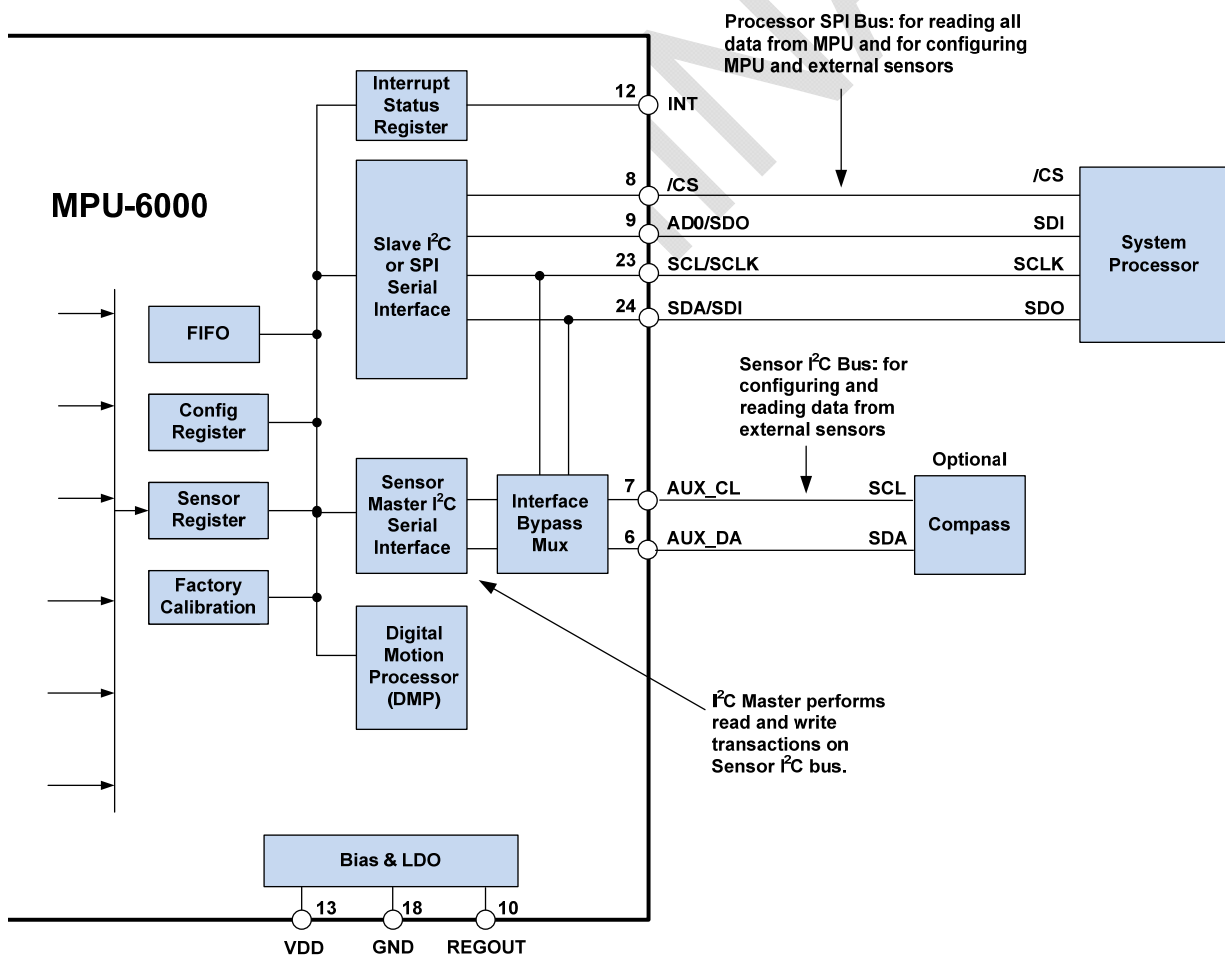 Processor SPI Bus: for reading all
data from MPU and for configuring
MPU and external sensors
Interrupt
Status
Register
12
INT
MPU-6000
8
/CS
/CS
9
AD0/SDO
SDI
Slave I²C
or SPI
Serial
Interface
23
SCL/SCLK
SCLK
24
SDA/SDI
SDO
System
Processor
FIFO
Config
Register
Sensor
Register
Factory
Calibration
Sensor I²C Bus: for
configuring and
reading data from
external sensors
Sensor
Master I²C
Serial
Interface
Interface
Bypass
Mux
7
AUX_CL
SCL
6
AUX_DA
SDA
Optional
Compass
Digital
Motion
Processor
(DMP)
I²C Master performs
read and write
transactions on
Sensor I²C bus.
Bias & LDO
13
18
10
VDD
GND
REGOUT